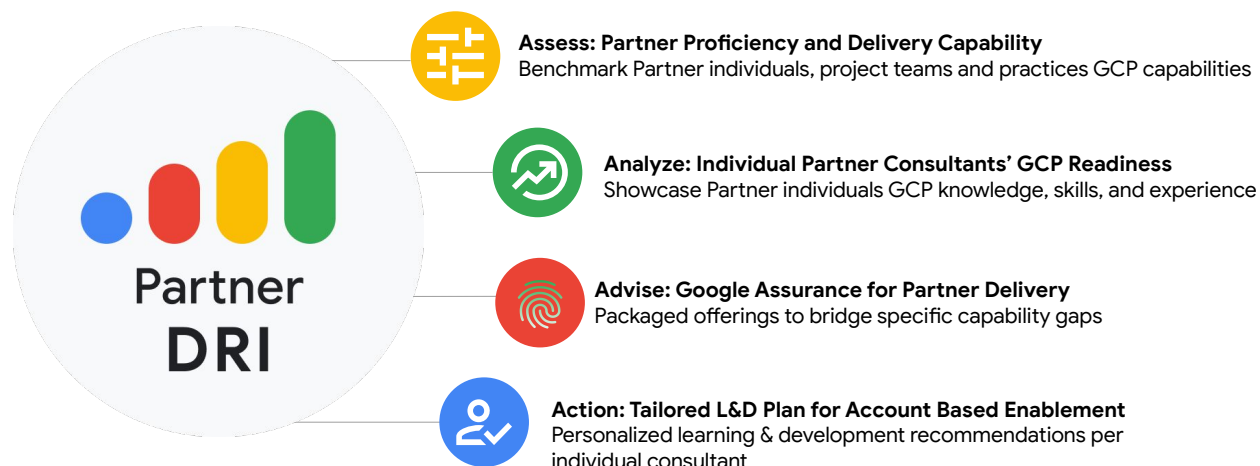 Partner
DRI
Assess: Partner Proficiency and Delivery Capability
Benchmark Partner individuals, project teams and practices GCP capabilities
Analyze: Individual Partner Consultants’ GCP Readiness
Showcase Partner individuals GCP knowledge, skills, and experience
Advise: Google Assurance for Partner Delivery
Packaged offerings to bridge specific capability gaps
Action: Tailored L&D Plan for Account Based Enablement
Personalized learning & development recommendations per
individual consultant